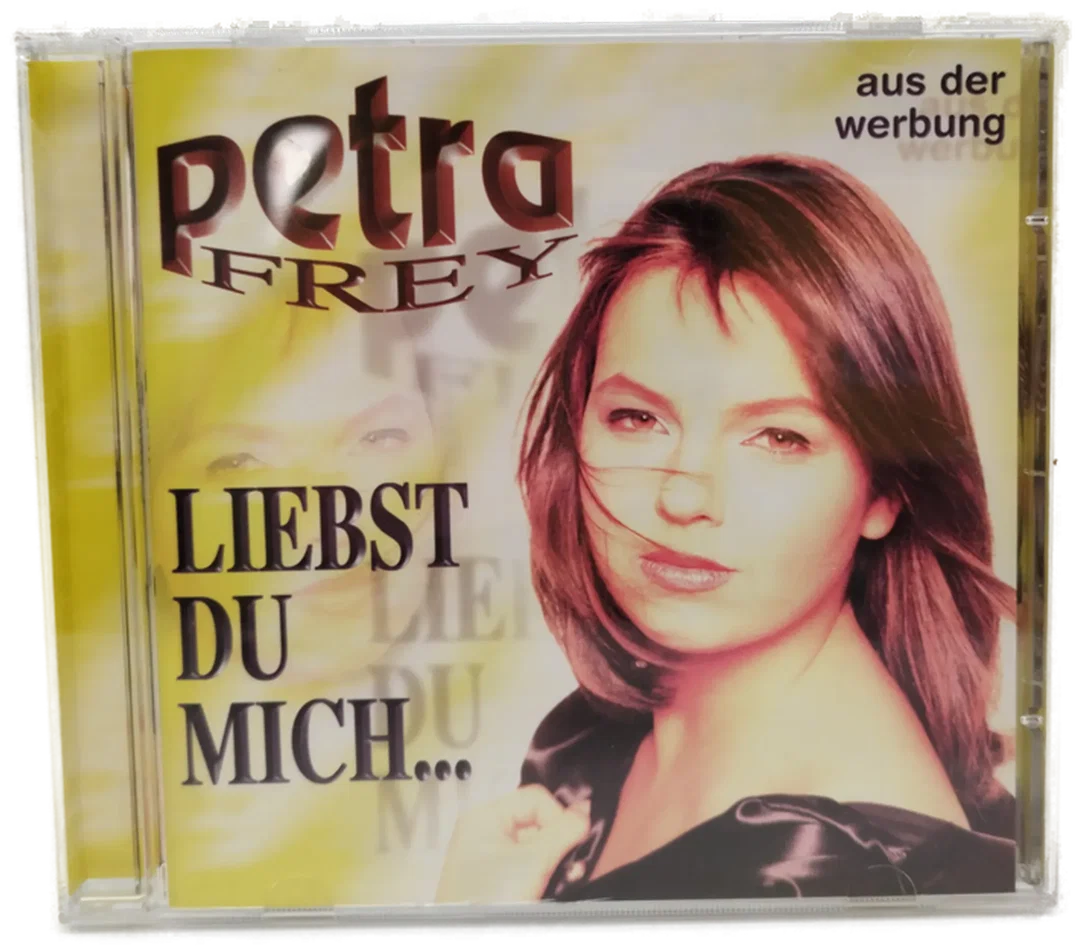 petra
FREY
aus der
werbung
LIEBST
DU
MICH...